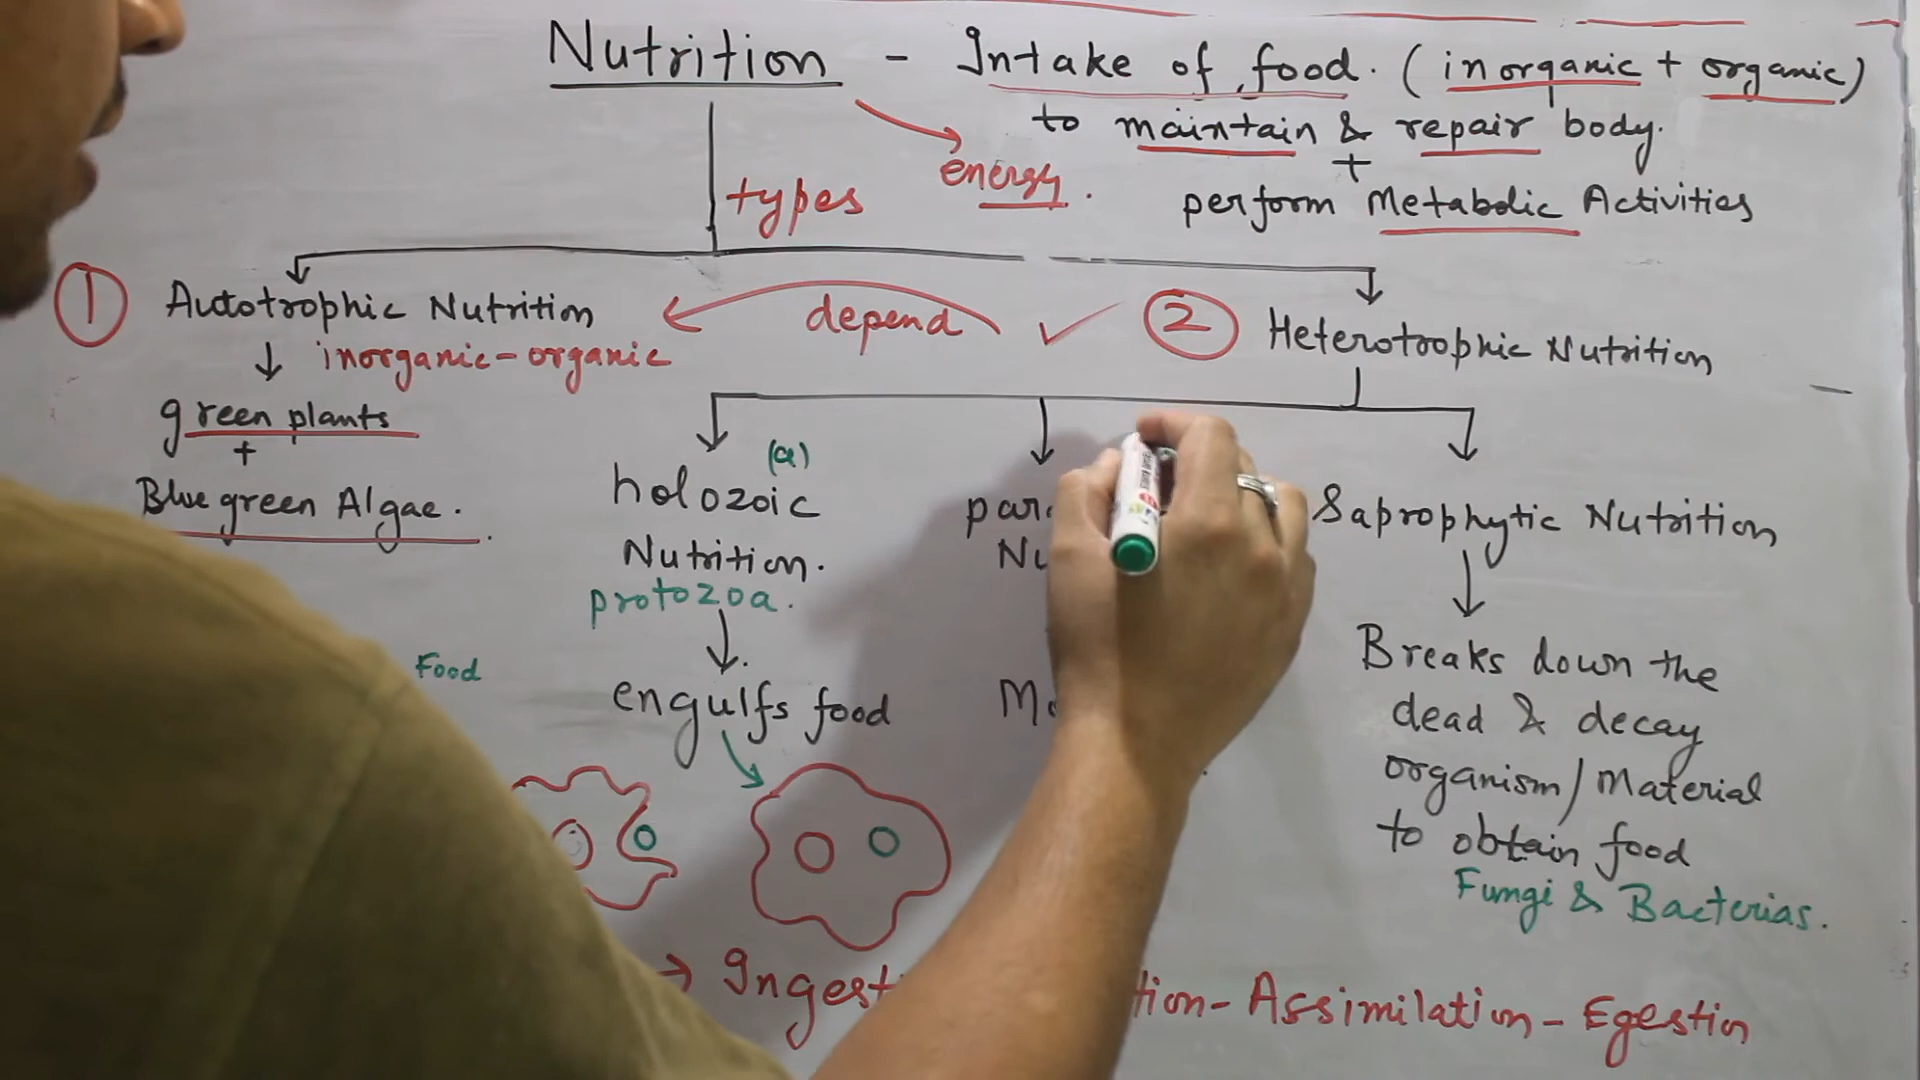 Nutrition - Intake of food. (inorganic + organic)
to maintain & repair body.
+
energy.
perform Metabolic Activities
types
1 Autotrophic Nutrition
depend
2 Heterotrophic Nutrition
inorganic-organic
green plants
+
Blue green Algae.
(a)
holozoic
Nutrition.
protozoa.
engulfs food
Food
Saprophytic Nutrition
Breaks down the
dead & decay
organism/Material
to obtain food
Fungi & Bacterias.
Assimilation - Egestion